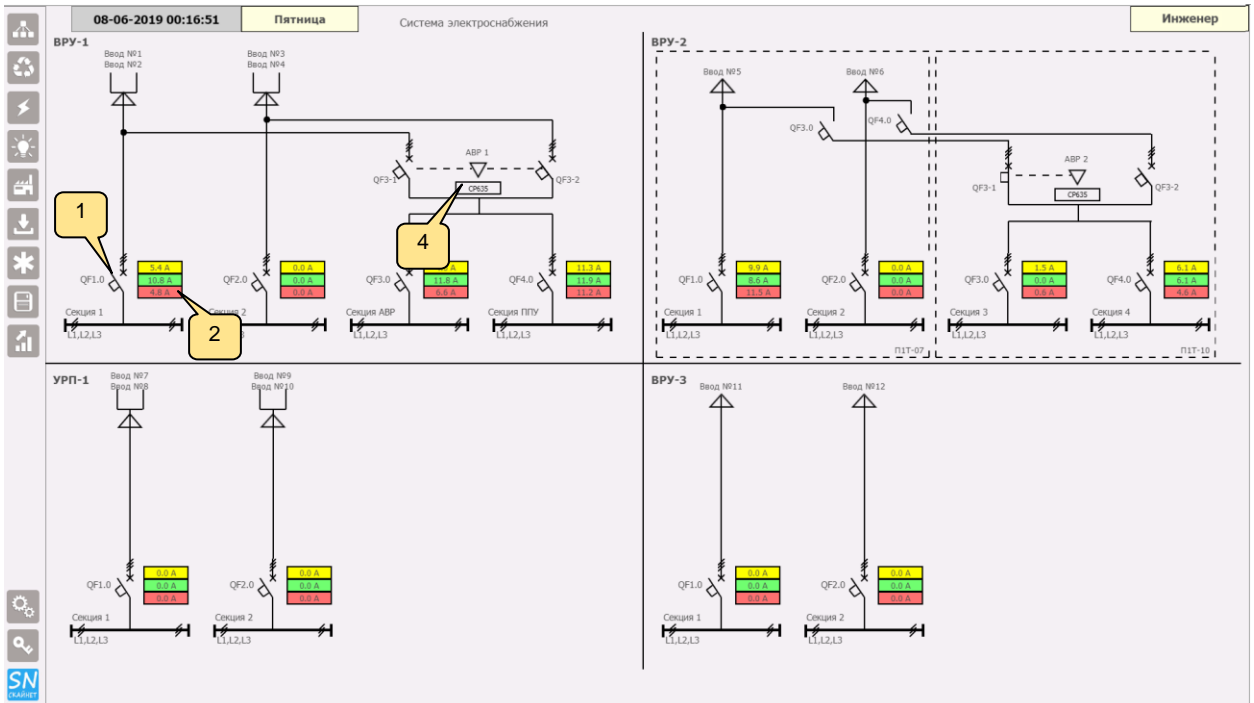 08-06-2019 00:16:51
Пятница
Система электроснабжения
Инженер
ВРУ-1
Ввод №1
Ввод №2
Ввод №3
Ввод №4
АВР 1
QF3-1
QF3-2
CP635
1
4
QF1.0
5.4 A
10.8 A
4.8 A
QF2.0
0.0 A
0.0 A
0.0 A
QF3.0
A
11.8 A
6.6 A
QF4.0
11.3 A
11.9 A
11.2 A
2
Секция 1
L1,L2,L3
2
Секция АВР
L1,L2,L3
Секция ППУ
L1,L2,L3
ВРУ-2
Ввод №5
Ввод №6
QF3.0
QF4.0
АВР 2
QF3-1
QF3-2
CP635
QF1.0
9.9 A
8.6 A
11.5 A
QF2.0
0.0 A
0.0 A
0.0 A
QF3.0
1.5 A
0.0 A
0.6 A
QF4.0
6.1 A
6.1 A
4.6 A
Секция 1
L1,L2,L3
Секция 2
L1,L2,L3
Секция 3
L1,L2,L3
Секция 4
L1,L2,L3
П1Т-07
П1Т-10
УРП-1
Ввод №7
Ввод №8
Ввод №9
Ввод №10
QF1.0
0.0 A
0.0 A
0.0 A
QF2.0
0.0 A
0.0 A
0.0 A
Секция 1
L1,L2,L3
Секция 2
L1,L2,L3
ВРУ-3
Ввод №11
Ввод №12
QF1.0
0.0 A
0.0 A
0.0 A
QF2.0
0.0 A
0.0 A
0.0 A
Секция 1
L1,L2,L3
Секция 2
L1,L2,L3
SN
СКАЙНЕТ